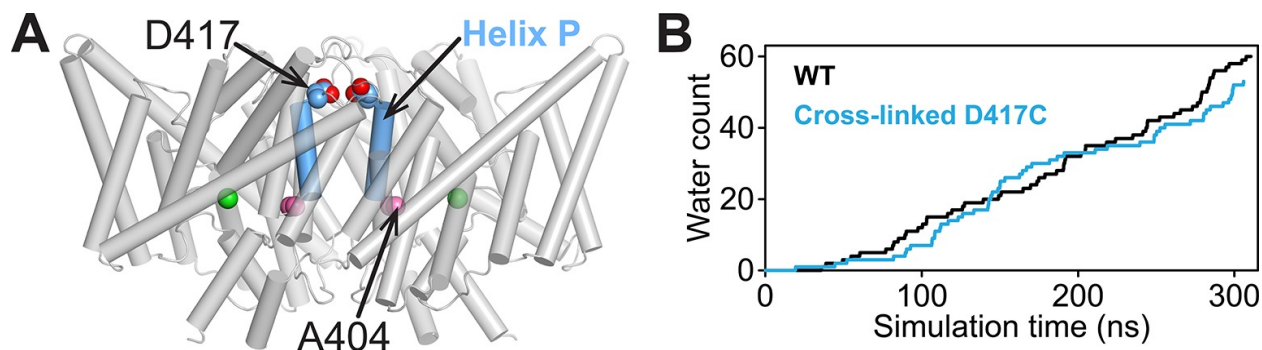 A
D417
Helix P
A404
B
WT
Cross-linked D417C
Water count
60
40
20
0
0
100
200
300
Simulation time (ns)